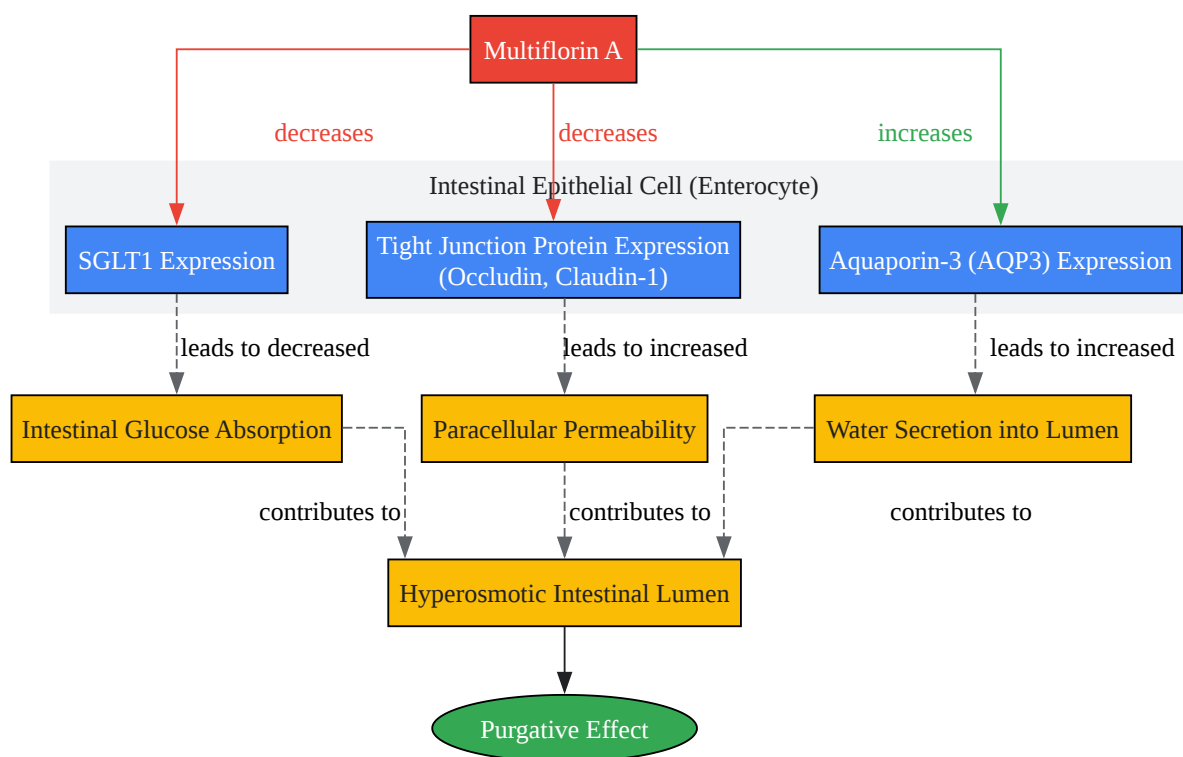 Multiflorin A
decreases
decreases
increases
Intestinal Epithelial Cell (Enterocyte)
SGLT1 Expression
Tight Junction Protein Expression
(Occludin, Claudin-1)
Aquaporin-3 (AQP3) Expression
leads to decreased
leads to increased
leads to increased
Intestinal Glucose Absorption
Paracellular Permeability
Water Secretion into Lumen
contributes to
contributes to
contributes to
Hyperosmotic Intestinal Lumen
Purgative Effect